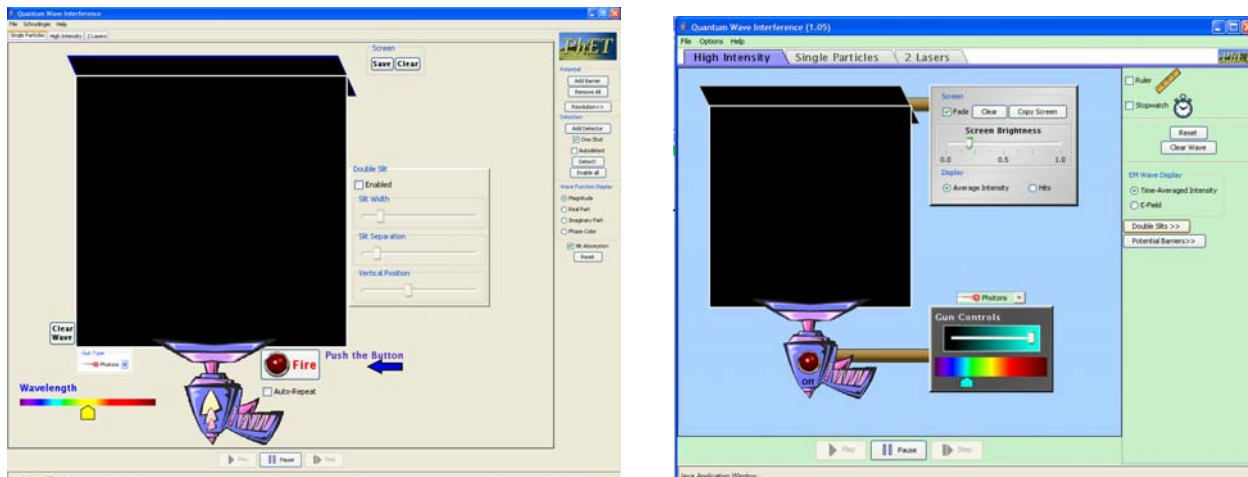 Quantum Wave Interference
File Schrodinger Help
Single Particles High Intensity 2 Lasers
Screen
Save Clear
PhET
Potential
Add Barrier
Remove All
Resolution>>
Detection
Add Detector
One-Shot
Autodetect
Detect!
Enable all
Wave Function Display
Magnitude
Real Part
Imaginary Part
Phase Color
Slit Absorption
Reset
Double Slit
Enabled
Slit Width
Slit Separation
Vertical Position
Clear
Wave
Gun Type
Photons
Fire
Push the Button
Auto-Repeat
Wavelength
Play Pause Step
Quantum Wave Interference (1.05)
File Options Help
High Intensity Single Particles 2 Lasers
PhET
Screen
Fade Clear Copy Screen
Screen Brightness
0.0 0.5 1.0
Display
Average Intensity Hits
Ruler
Stopwatch
Reset
Clear Wave
EM Wave Display
Time-Averaged Intensity
E-Field
Double Slits >>
Potential Barriers>>
Photons
Gun Controls
Off
Play Pause Step
Java Application Window